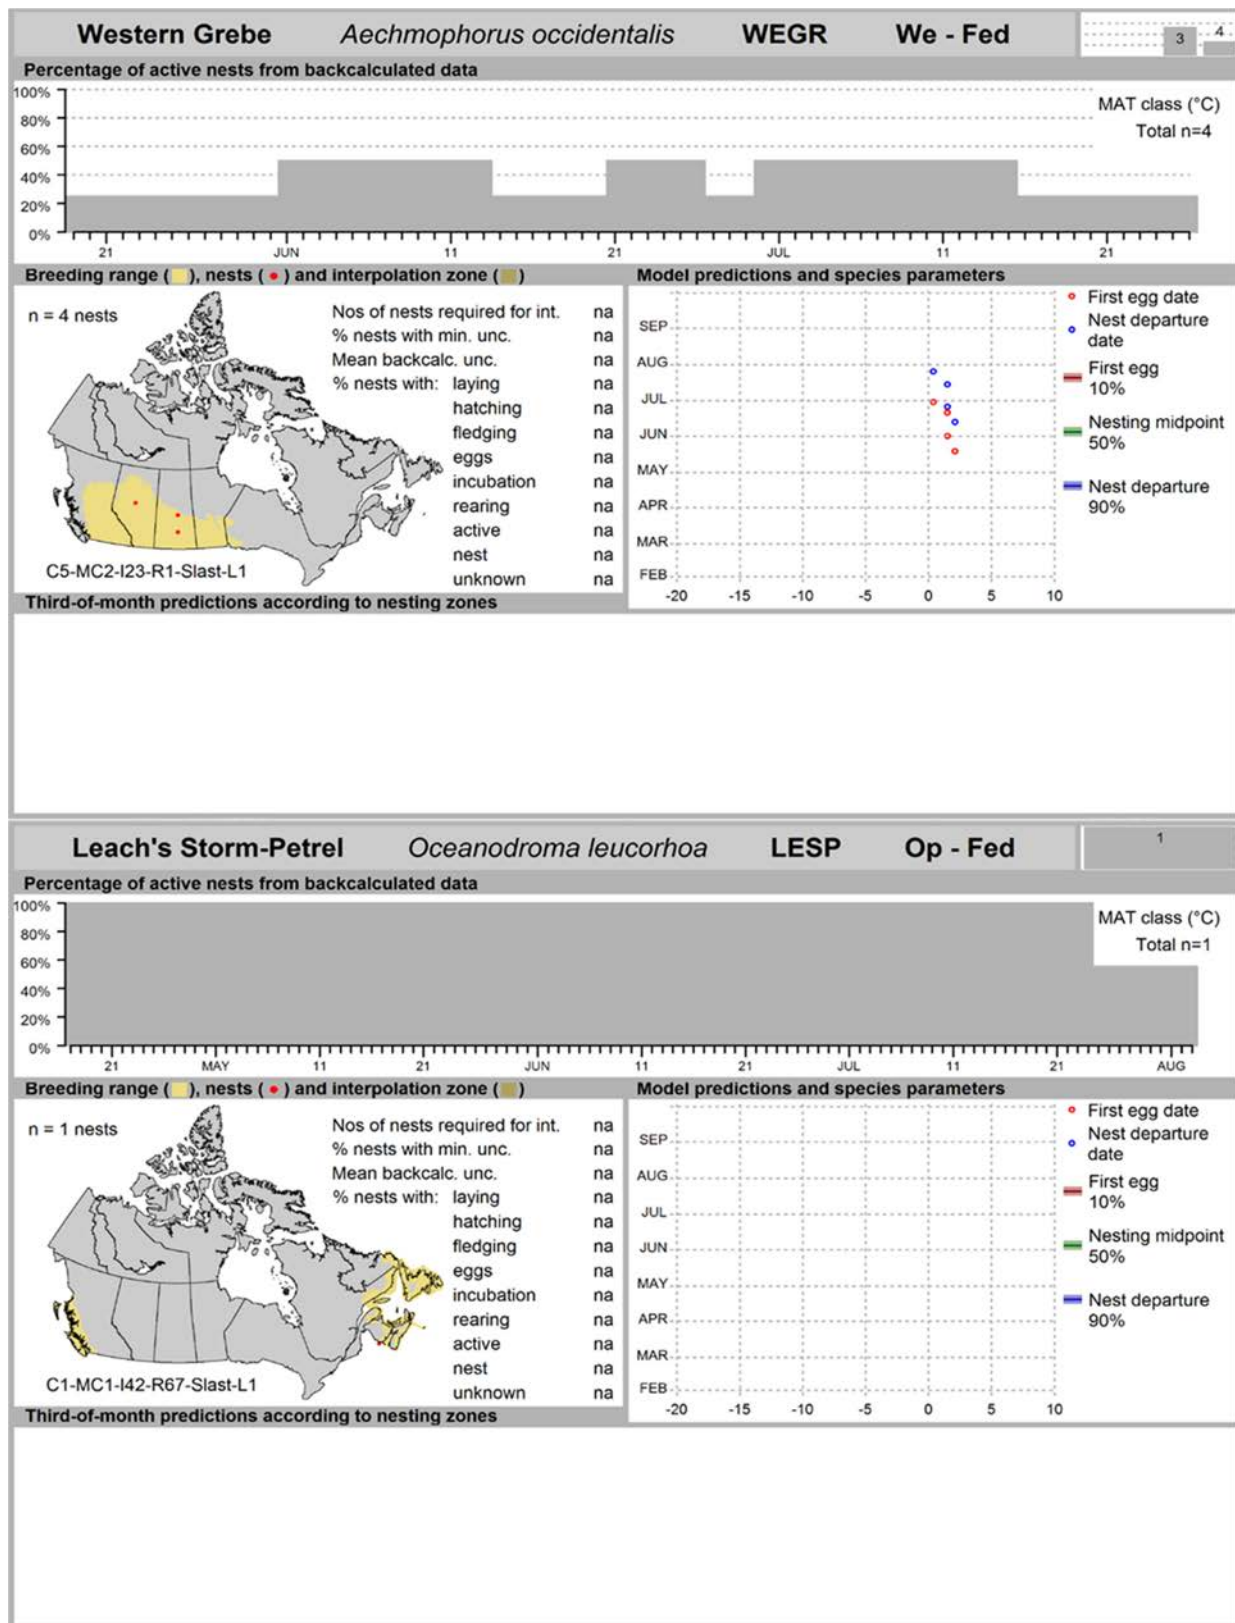 Western Grebe Aechmophorus occidentalis WEGR We - Fed 3 4
Percentage of active nests from backcalculated data
100%
80%
60%
40%
20%
0%
MAT class (°C)
Total n=4
21 JUN 11 21 JUL 11 21
Breeding range ( ), nests ( ) and interpolation zone ( )
n = 4 nests
Nos of nests required for int. na
% nests with min. unc. na
Mean backcalc. unc. na
% nests with: laying na
hatching na
fledging na
eggs na
incubation na
rearing na
active na
nest na
unknown na
C5-MC2-I23-R1-Slast-L1
Model predictions and species parameters
SEP
AUG
JUL
JUN
MAY
APR
MAR
FEB
-20 -15 -10 -5 0 5 10
First egg date
Nest departure
date
First egg
10%
Nesting midpoint
50%
Nest departure
90%
Third-of-month predictions according to nesting zones
Leach's Storm-Petrel Oceanodroma leucorhoa LESP Op - Fed 1
Percentage of active nests from backcalculated data
100%
80%
60%
40%
20%
0%
MAT class (°C)
Total n=1
21 MAY 11 21 JUN 11 21 JUL 11 21 AUG
Breeding range ( ), nests ( ) and interpolation zone ( )
n = 1 nests
Nos of nests required for int. na
% nests with min. unc. na
Mean backcalc. unc. na
% nests with: laying na
hatching na
fledging na
eggs na
incubation na
rearing na
active na
nest na
unknown na
C1-MC1-I42-R67-Slast-L1
Model predictions and species parameters
SEP
AUG
JUL
JUN
MAY
APR
MAR
FEB
-20 -15 -10 -5 0 5 10
First egg date
Nest departure
date
First egg
10%
Nesting midpoint
50%
Nest departure
90%
Third-of-month predictions according to nesting zones